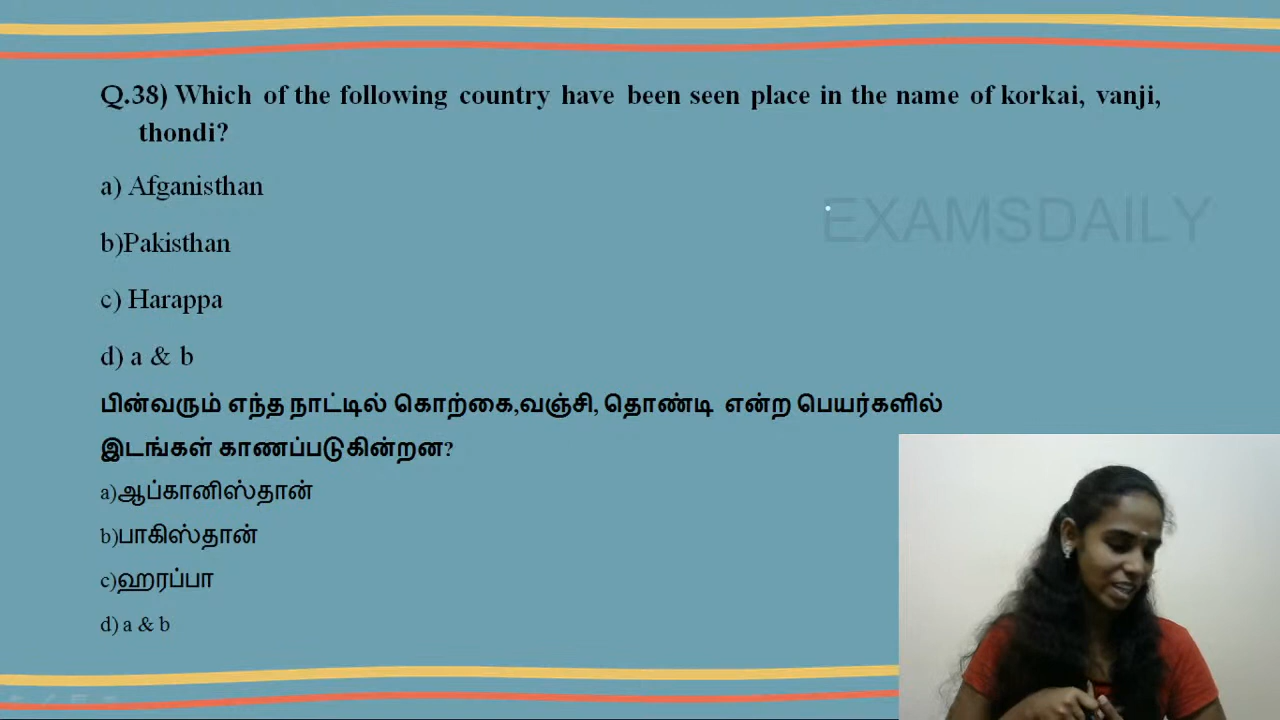 Q.38) Which of the following country have been seen place in the name of korkai, vanji,
thondi?
a) Afganisthan
EXAMSDAILY
b)Pakisthan
c) Harappa
d) a & b
பின்வரும் எந்த நாட்டில் கொற்கை,வஞ்சி, தொண்டி என்ற பெயர்களில்
இடங்கள் காணப்படுகின்றன?
a)ஆப்கானிஸ்தான்
b)பாகிஸ்தான்
c)ஹரப்பா
d) a & b